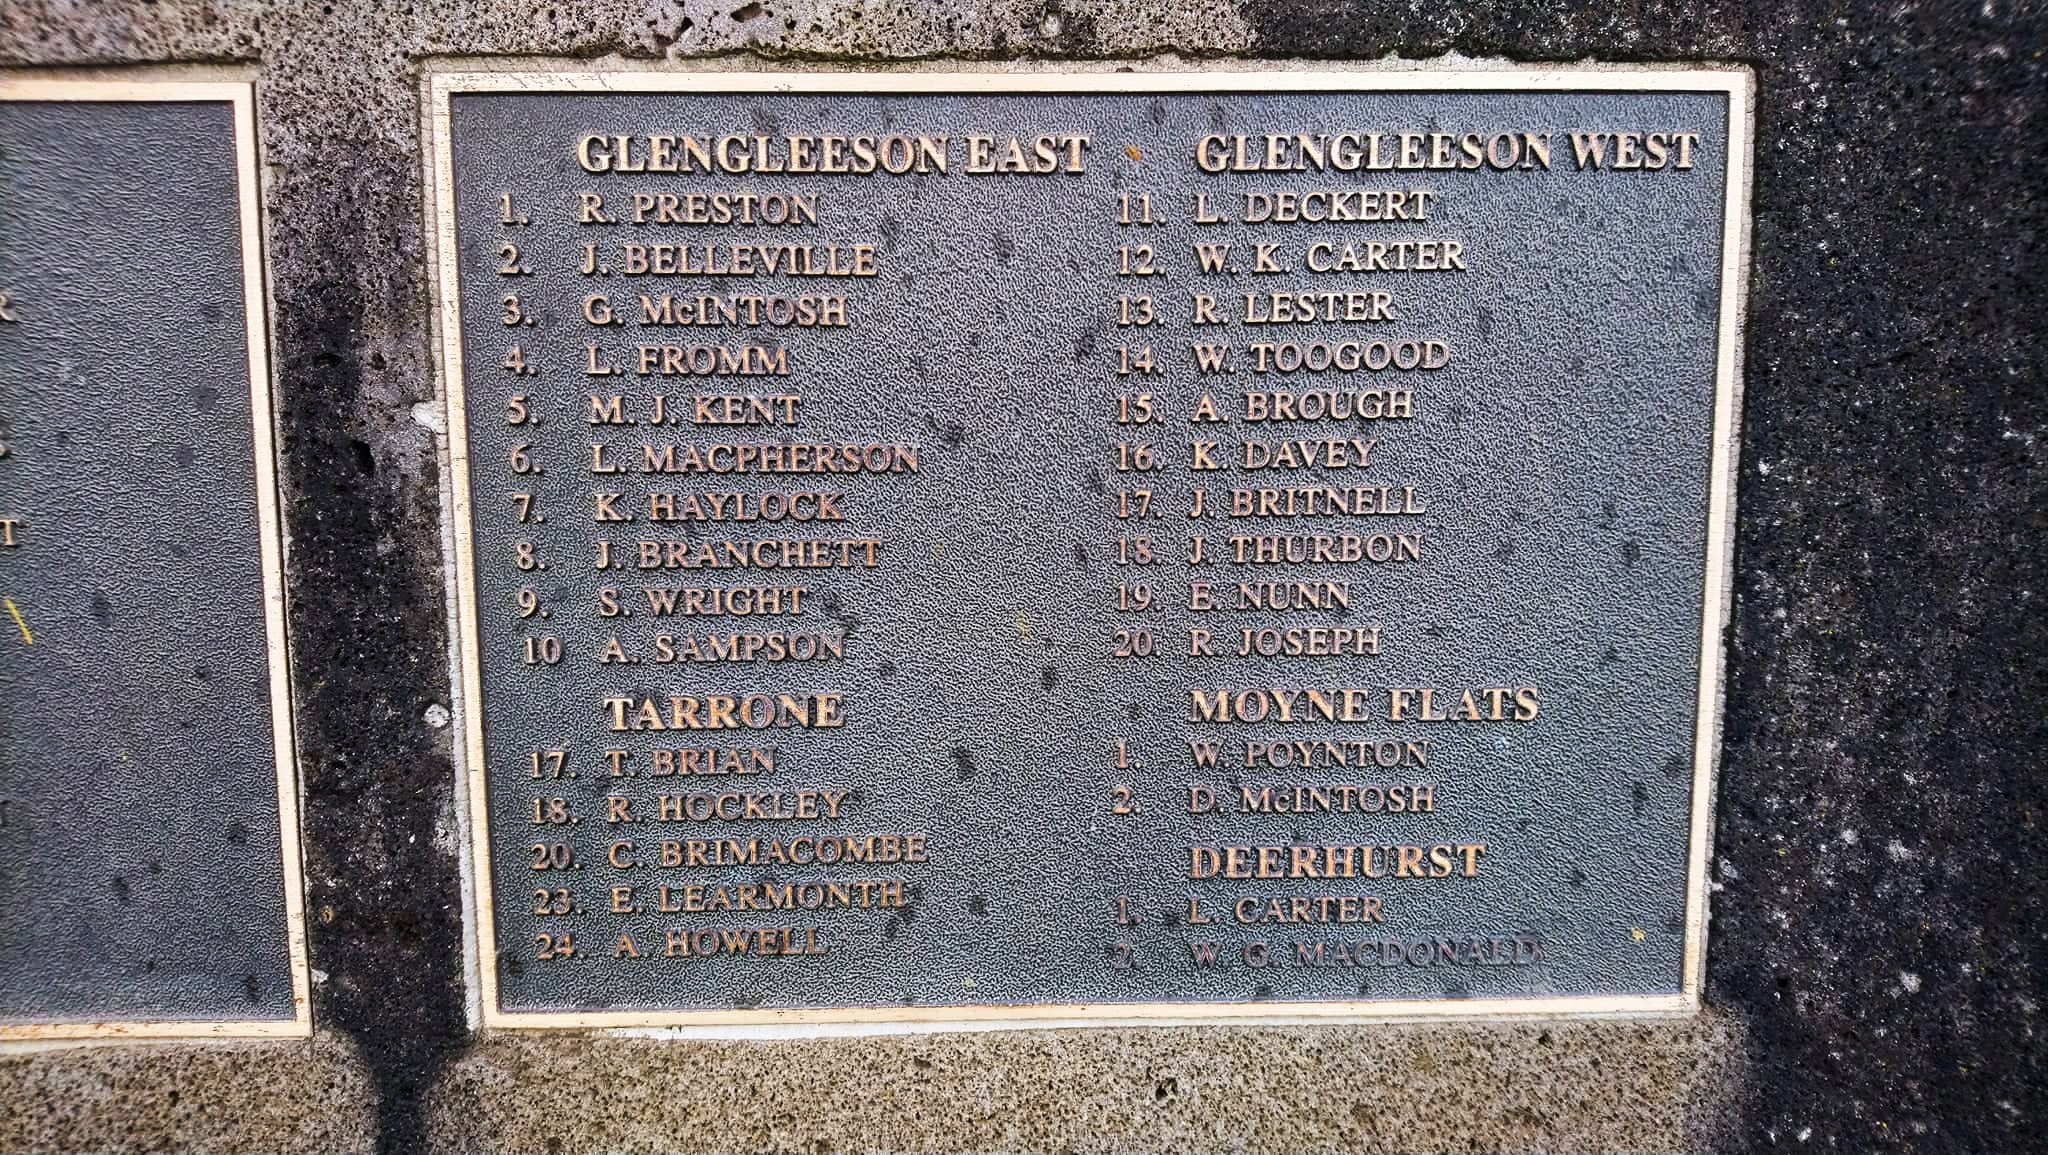 GLENGLEESON EAST
1. R. PRESTON
2. J. BELLEVILLE
3. G. McINTOSH
4. L. FROMM
5. M. J. KENT
6. L. MACPHERSON
7. K. HAYLOCK
8. J. BRANCHETT
9. S. WRIGHT
10 A. SAMPSON
TARRONE
17. T. BRIAN
18. R. HOCKLEY
20. C. BRIMACOMBE
23. E. LEARMONTH
24. A. HOWELL
GLENGLEESON WEST
11. L. DECKERT
12. W. K. CARTER
13. R. LESTER
14. W. TOOGOOD
15. A. BROUGH
16. K. DAVEY
17. J. BRITNELL
18. J. THURBON
19. E. NUNN
20. R. JOSEPH
MOYNE FLATS
1. W. POYNTON
2. D. McINTOSH
DEERHURST
1. L. CARTER
2. W. G. MACDONALD